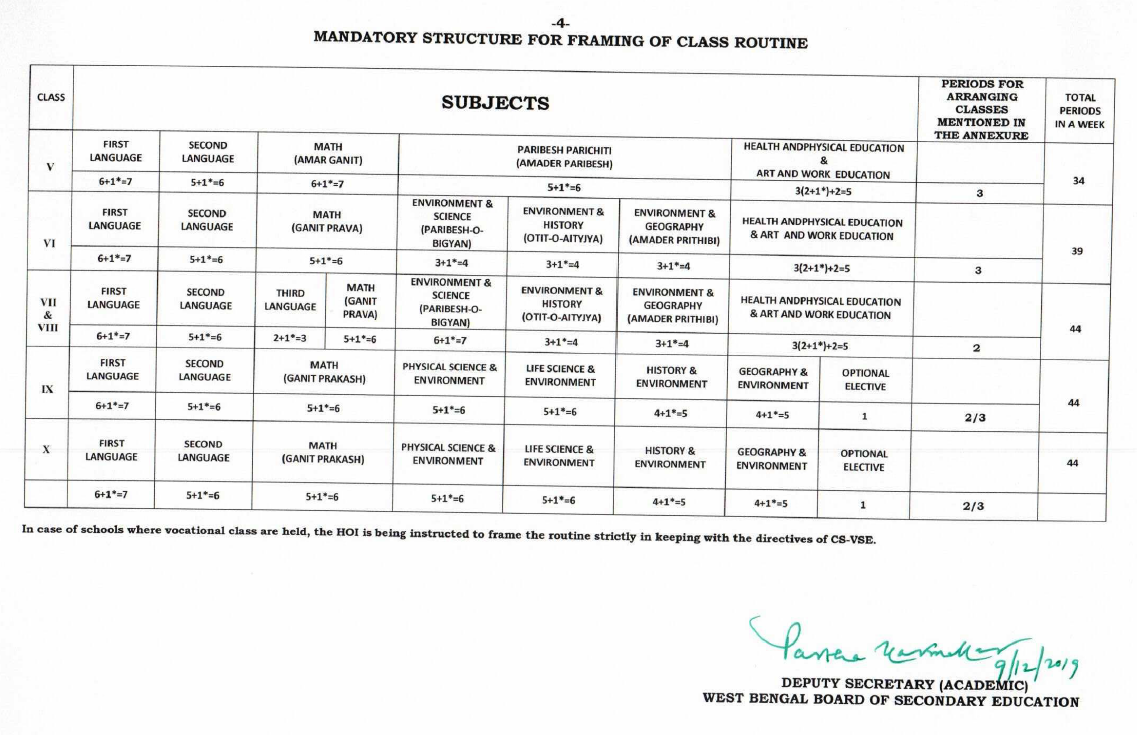 -4-
MANDATORY STRUCTURE FOR FRAMING OF CLASS ROUTINE
CLASS
SUBJECTS
PERIODS FOR
ARRANGING
CLASSES
MENTIONED IN
THE ANNEXURE
TOTAL
PERIODS
IN A WEEK
V
FIRST
LANGUAGE
SECOND
LANGUAGE
MATH
(AMAR GANIT)
PARIBESH PARICHITI
(AMADER PARIBESH)
HEALTH ANDPHYSICAL EDUCATION
&
ART AND WORK EDUCATION
34
6+1*=7
5+1*=6
6+1*=7
5+1*=6
3(2+1*)+2=5
3
VI
FIRST
LANGUAGE
SECOND
LANGUAGE
MATH
(GANIT PRAVA)
ENVIRONMENT &
SCIENCE
(PARIBESH-O-
BIGYAN)
ENVIRONMENT &
HISTORY
(OTIT-O-AITYJYA)
ENVIRONMENT &
GEOGRAPHY
(AMADER PRITHIBI)
HEALTH ANDPHYSICAL EDUCATION
& ART AND WORK EDUCATION
39
6+1*=7
5+1*=6
5+1*=6
3+1*=4
3+1*=4
3+1*=4
3(2+1*)+2=5
3
VII
&
VIII
FIRST
LANGUAGE
SECOND
LANGUAGE
THIRD
LANGUAGE
MATH
(GANIT
PRAVA)
ENVIRONMENT &
SCIENCE
(PARIBESH-O-
BIGYAN)
ENVIRONMENT &
HISTORY
(OTIT-O-AITYJYA)
ENVIRONMENT &
GEOGRAPHY
(AMADER PRITHIBI)
HEALTH ANDPHYSICAL EDUCATION
& ART AND WORK EDUCATION
44
6+1*=7
5+1*=6
2+1*=3
5+1*=6
6+1*=7
3+1*=4
3+1*=4
3(2+1*)+2=5
2
IX
FIRST
LANGUAGE
SECOND
LANGUAGE
MATH
(GANIT PRAKASH)
PHYSICAL SCIENCE &
ENVIRONMENT
LIFE SCIENCE &
ENVIRONMENT
HISTORY &
ENVIRONMENT
GEOGRAPHY &
ENVIRONMENT
OPTIONAL
ELECTIVE
44
6+1*=7
5+1*=6
5+1*=6
5+1*=6
5+1*=6
4+1*=5
4+1*=5
1
2/3
X
FIRST
LANGUAGE
SECOND
LANGUAGE
MATH
(GANIT PRAKASH)
PHYSICAL SCIENCE &
ENVIRONMENT
LIFE SCIENCE &
ENVIRONMENT
HISTORY &
ENVIRONMENT
GEOGRAPHY &
ENVIRONMENT
OPTIONAL
ELECTIVE
44
6+1*=7
5+1*=6
5+1*=6
5+1*=6
5+1*=6
4+1*=5
4+1*=5
1
2/3
In case of schools where vocational class are held, the HOI is being instructed to frame the routine strictly in keeping with the directives of CS-VSE.
9/12/2019
DEPUTY SECRETARY (ACADEMIC)
WEST BENGAL BOARD OF SECONDARY EDUCATION